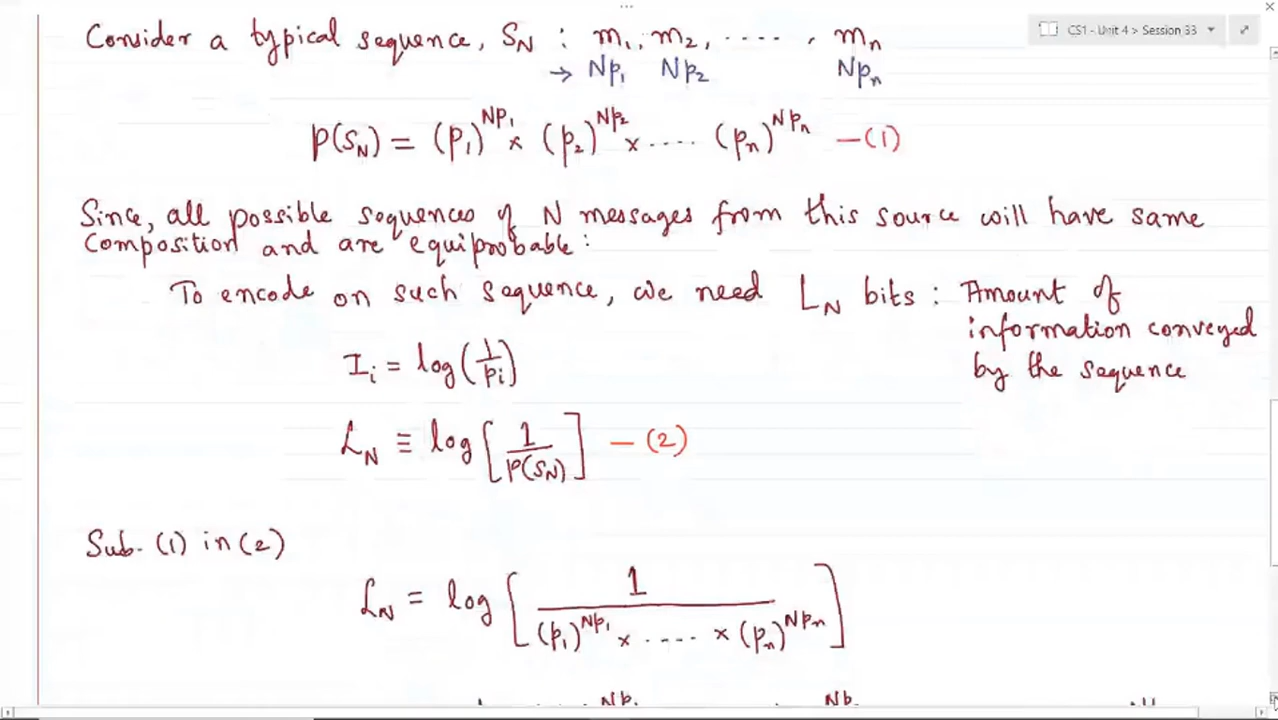 CS1 - Unit 4 > Session 33
Consider a typical sequence, S_N : m_1, m_2, ....., m_n
→ Np_1 Np_2 Np_n
P(S_N) = (p_1)^{Np_1} × (p_2)^{Np_2} × ..... (p_n)^{Np_n} —(1)
Since, all possible sequences of N messages from this source will have same
composition and are equiprobable:
To encode on such sequence, we need L_N bits : Amount of
information conveyed
by the sequence
I_i = log(1/p_i)
L_N ≡ log[1/P(S_N)] —(2)
Sub. (1) in (2)
L_N = log[1/((p_1)^{Np_1} × ..... × (p_n)^{Np_n})]